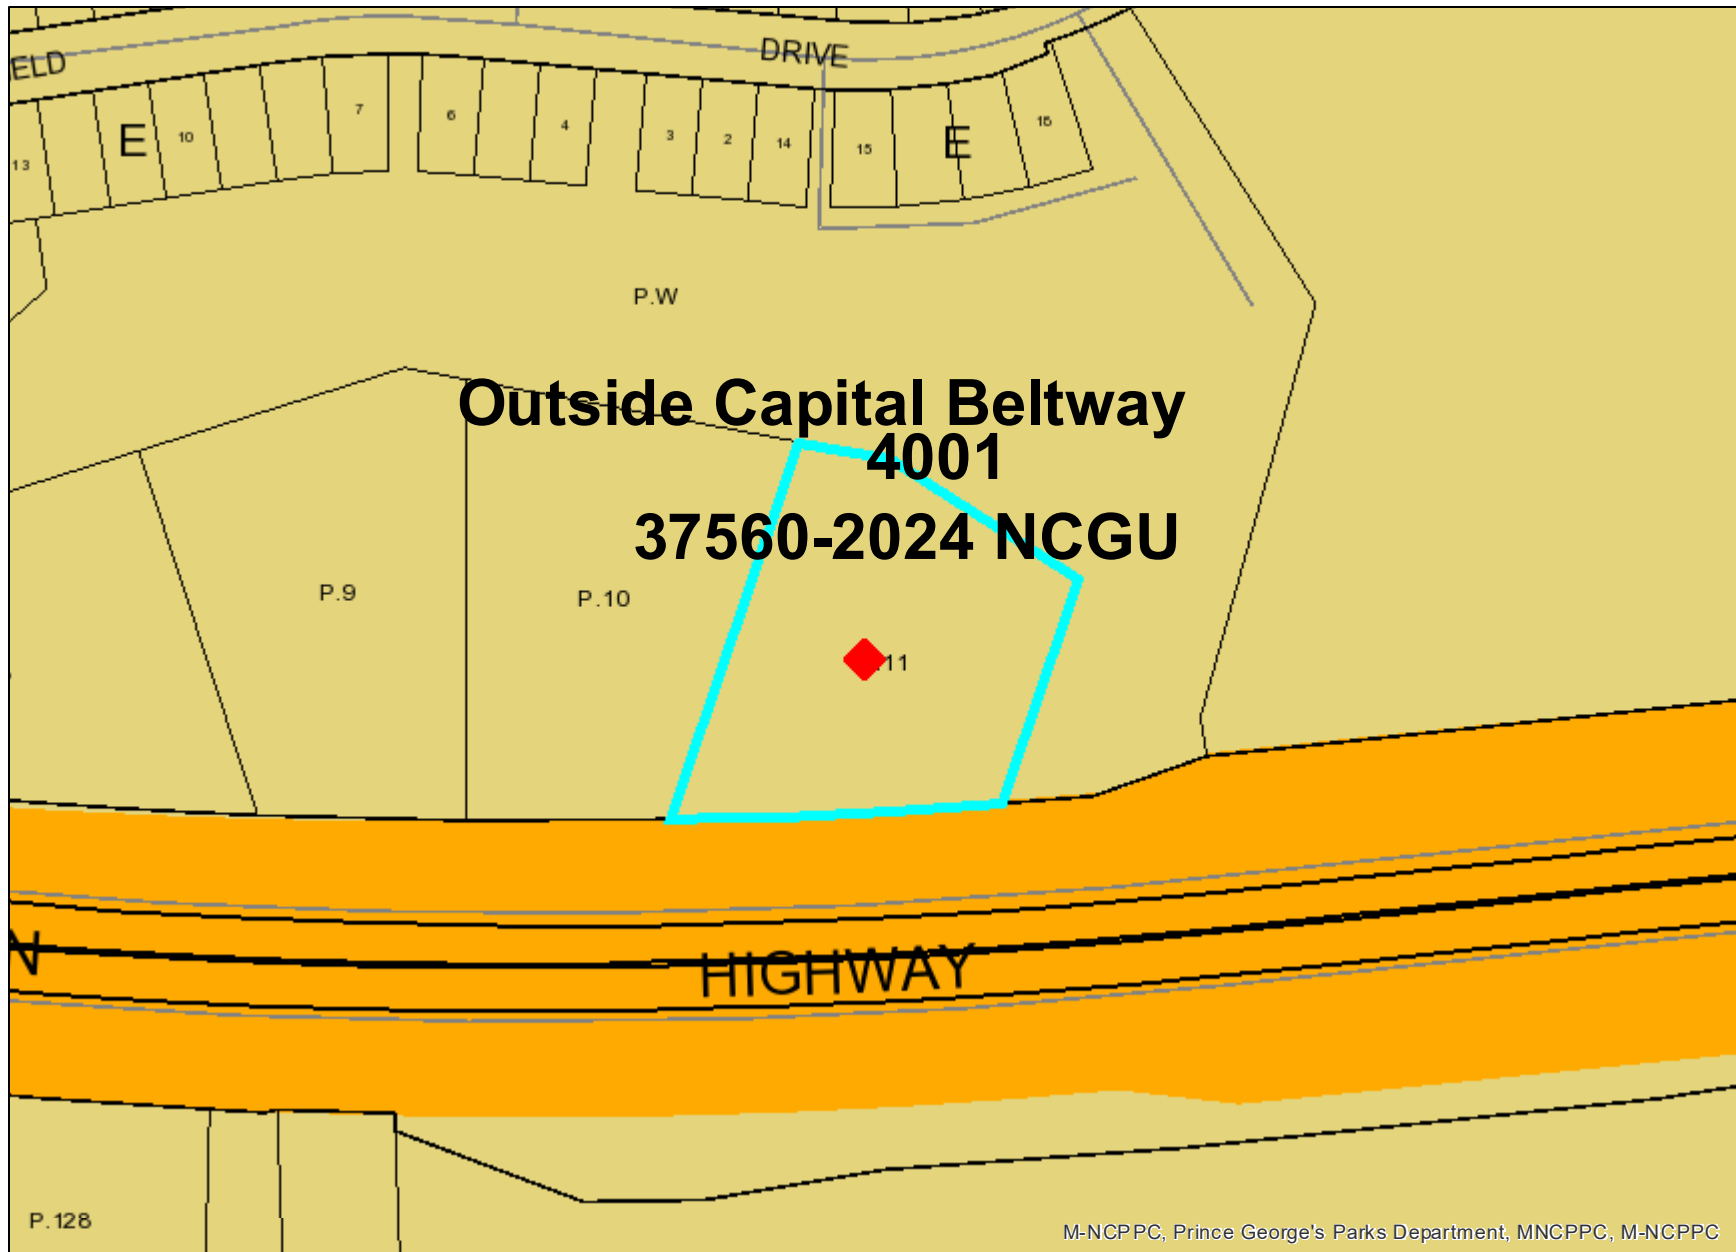 DRIVE
ELD
7
6
4
3
2
14
15
16
E
10
13
E
P.W
Outside Capital Beltway
4001
37560-2024 NCGU
P.9
P.10
11
N
HIGHWAY
P.128
M-NCPPC, Prince George's Parks Department, MNCPPC, M-NCPPC